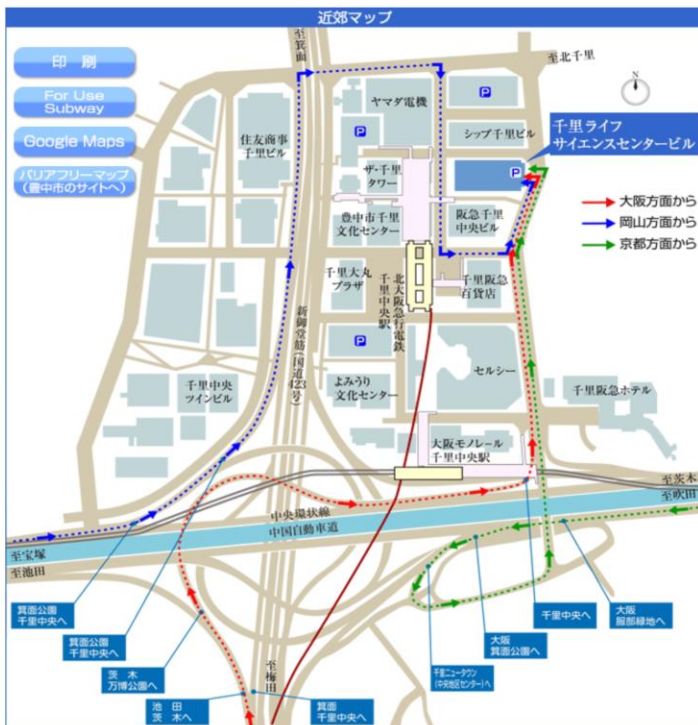 近郊マップ
印 刷
For Use
Subway
Google Maps
バリアフリーマップ
(豊中市のサイトへ)
至箕面
至北千里
N
P
ヤマダ電機
P
住友商事
千里ビル
シップ千里ビル
千里ライフ
サイエンスセンタービル
P
ザ・千里
タワー
豊中市千里
文化センター
阪急千里
中央ビル
大阪方面から
岡山方面から
京都方面から
千里大丸
プラザ
北大阪急行電鉄
千里中央駅
千里阪急
百貨店
新御堂筋(国道423号)
P
セルシー
千里中央
ツインビル
よみうり
文化センター
千里阪急ホテル
大阪モノレール
千里中央駅
至茨木
至吹田
中央環状線
中国自動車道
至宝塚
至池田
箕面公園
千里中央へ
箕面公園
千里中央へ
茨 木
万博公園へ
池 田
茨 木へ
至梅田
箕面
千里中央へ
千里ニュータウン
(中央地区センター)へ
大阪
箕面公園へ
千里中央へ
大阪
服部緑地へ